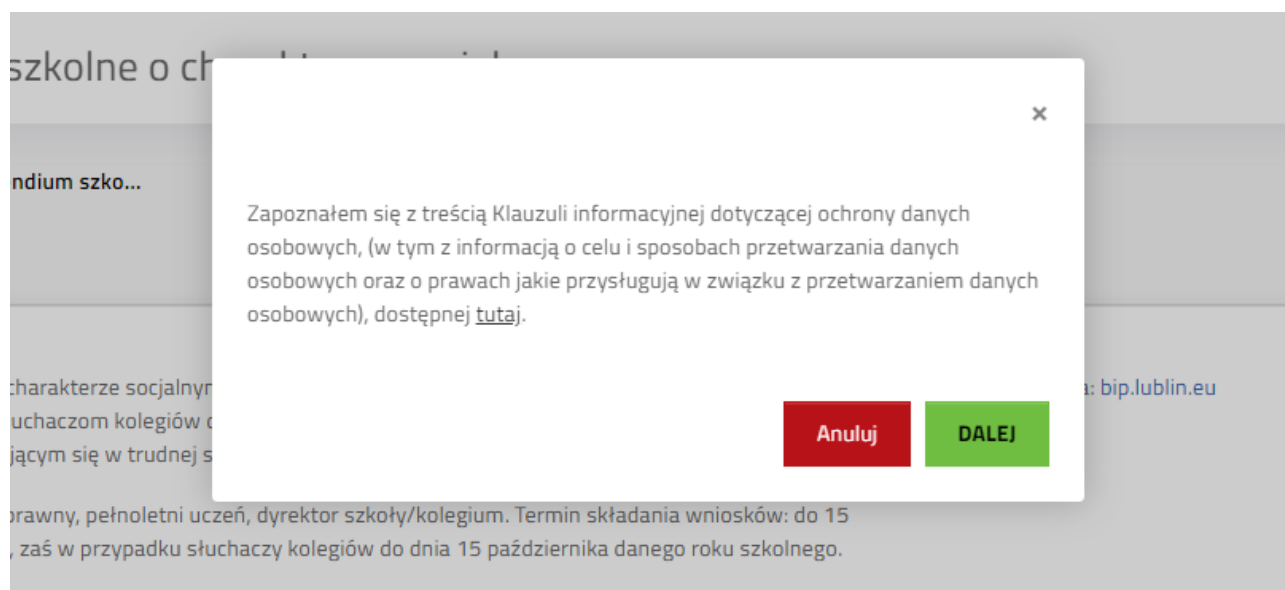 szkolne o ch
×
ndium szko...
Zapoznałem się z treścią Klauzuli informacyjnej dotyczącej ochrony danych
osobowych, (w tym z informacją o celu i sposobach przetwarzania danych
osobowych oraz o prawach jakie przysługują w związku z przetwarzaniem danych
osobowych), dostępnej tutaj.
charakterze socjalnym
: bip.lublin.eu
uchaczom kolegiów
jącym się w trudnej s
Anuluj DALEJ
prawny, pełnoletni uczeń, dyrektor szkoły/kolegium. Termin składania wniosków: do 15
, zaś w przypadku słuchaczy kolegiów do dnia 15 października danego roku szkolnego.